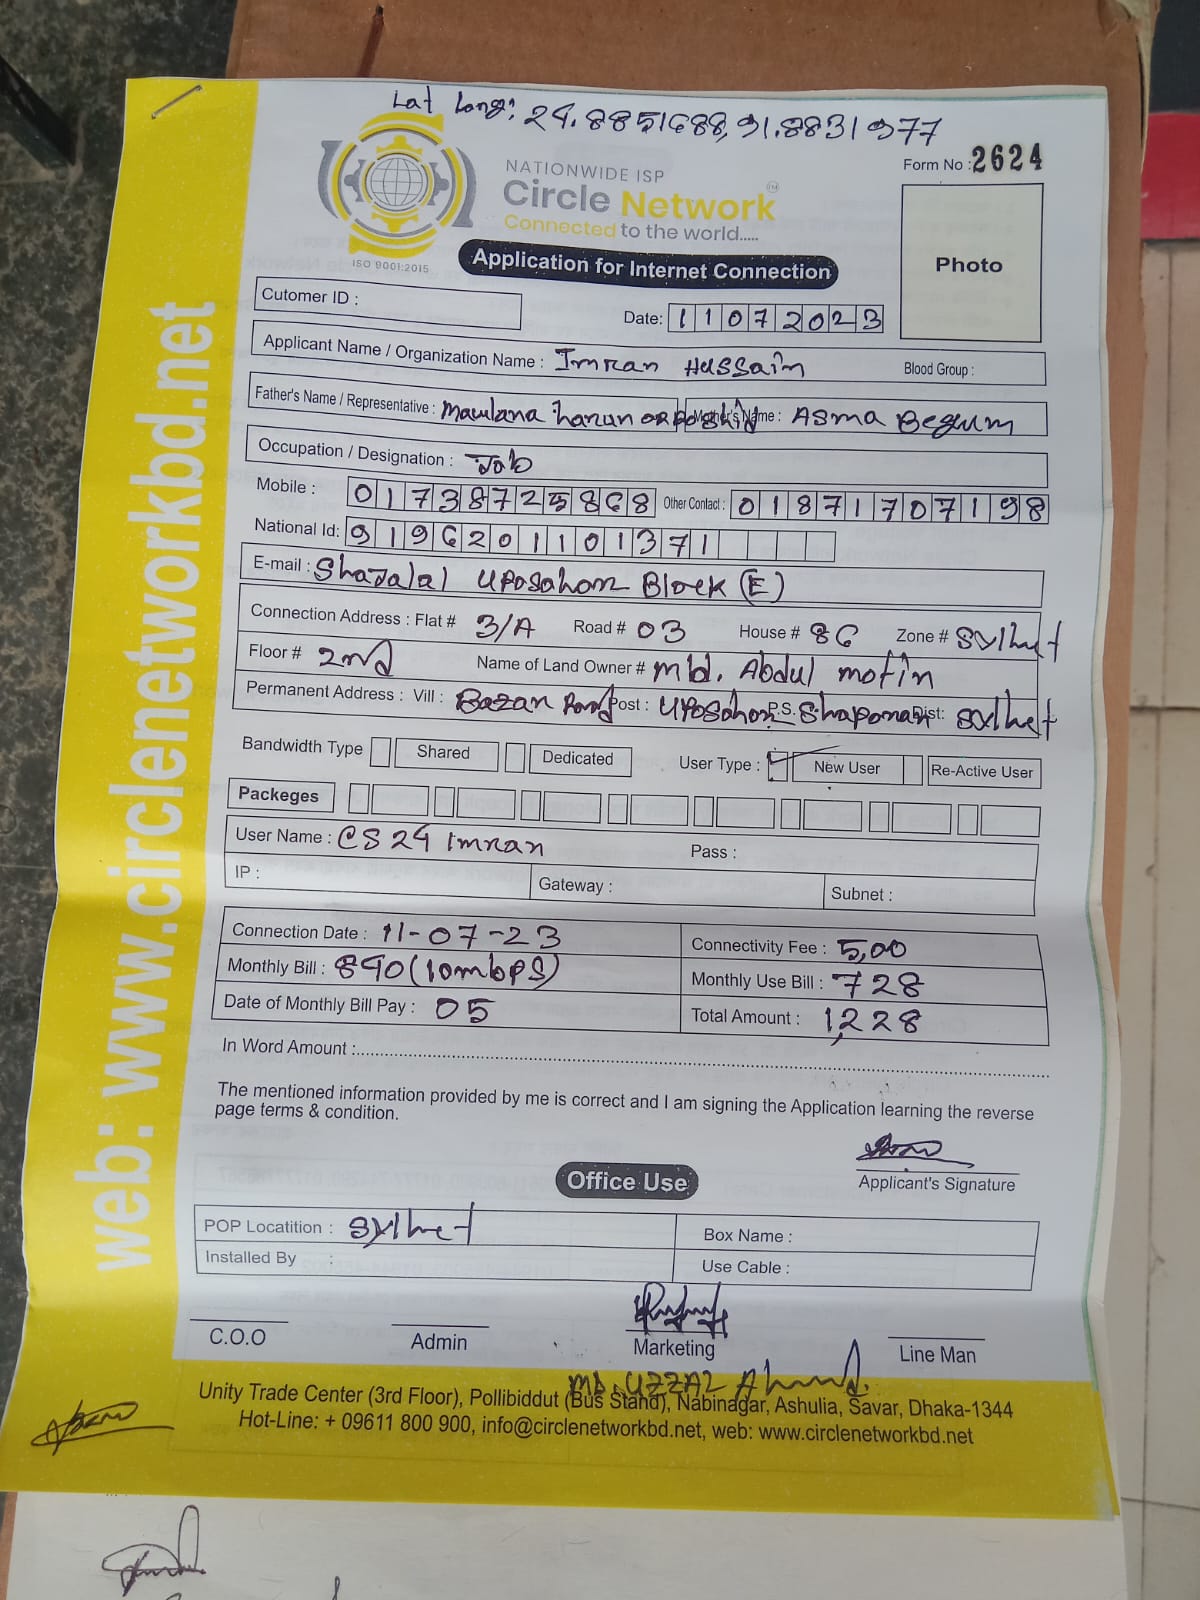 Lat Long: 24.8851688, 91.8831977
Form No : 2624
NATIONWIDE ISP
Circle Network
TM
Connected to the world.....
ISO 9001:2015
Application for Internet Connection
Photo
Cutomer ID :
Date: 11072023
Applicant Name / Organization Name : Imran Hussain Blood Group :
Father's Name / Representative : Maulana harun Mother's Name : Asma Begum
Occupation / Designation : Job
Mobile : 01738725868 Other Contact : 01871707198
National Id: 9196201101371
E-mail : Shajalal Uposohor Block (E)
Connection Address : Flat # 3/A Road # 03 House # 86 Zone # Sylhet
Floor # 2nd Name of Land Owner # Md. Abdul Motin
Permanent Address : Vill : Bazar Road Post : Uposohor P.S. Shaporan Dist: Sylhet
Bandwidth Type Shared Dedicated User Type : New User Re-Active User
Packeges
User Name : CS24 Imran Pass :
IP : Gateway : Subnet :
Connection Date : 11-07-23 Connectivity Fee : 5,00
Monthly Bill : 890 (10mbps) Monthly Use Bill : 728
Date of Monthly Bill Pay : 05 Total Amount : 1,228
In Word Amount :
The mentioned information provided by me is correct and I am signing the Application learning the reverse
page terms & condition.
Applicant's Signature
Office Use
POP Locatition : Sylhet Box Name :
Installed By : Use Cable :
C.O.O Admin Marketing Line Man
Md. Uzzal Ahmed.
Unity Trade Center (3rd Floor), Pollibiddut (Bus Stand), Nabinagar, Ashulia, Savar, Dhaka-1344
Hot-Line: + 09611 800 900, info@circlenetworkbd.net, web: www.circlenetworkbd.net
web: www.circlenetworkbd.net